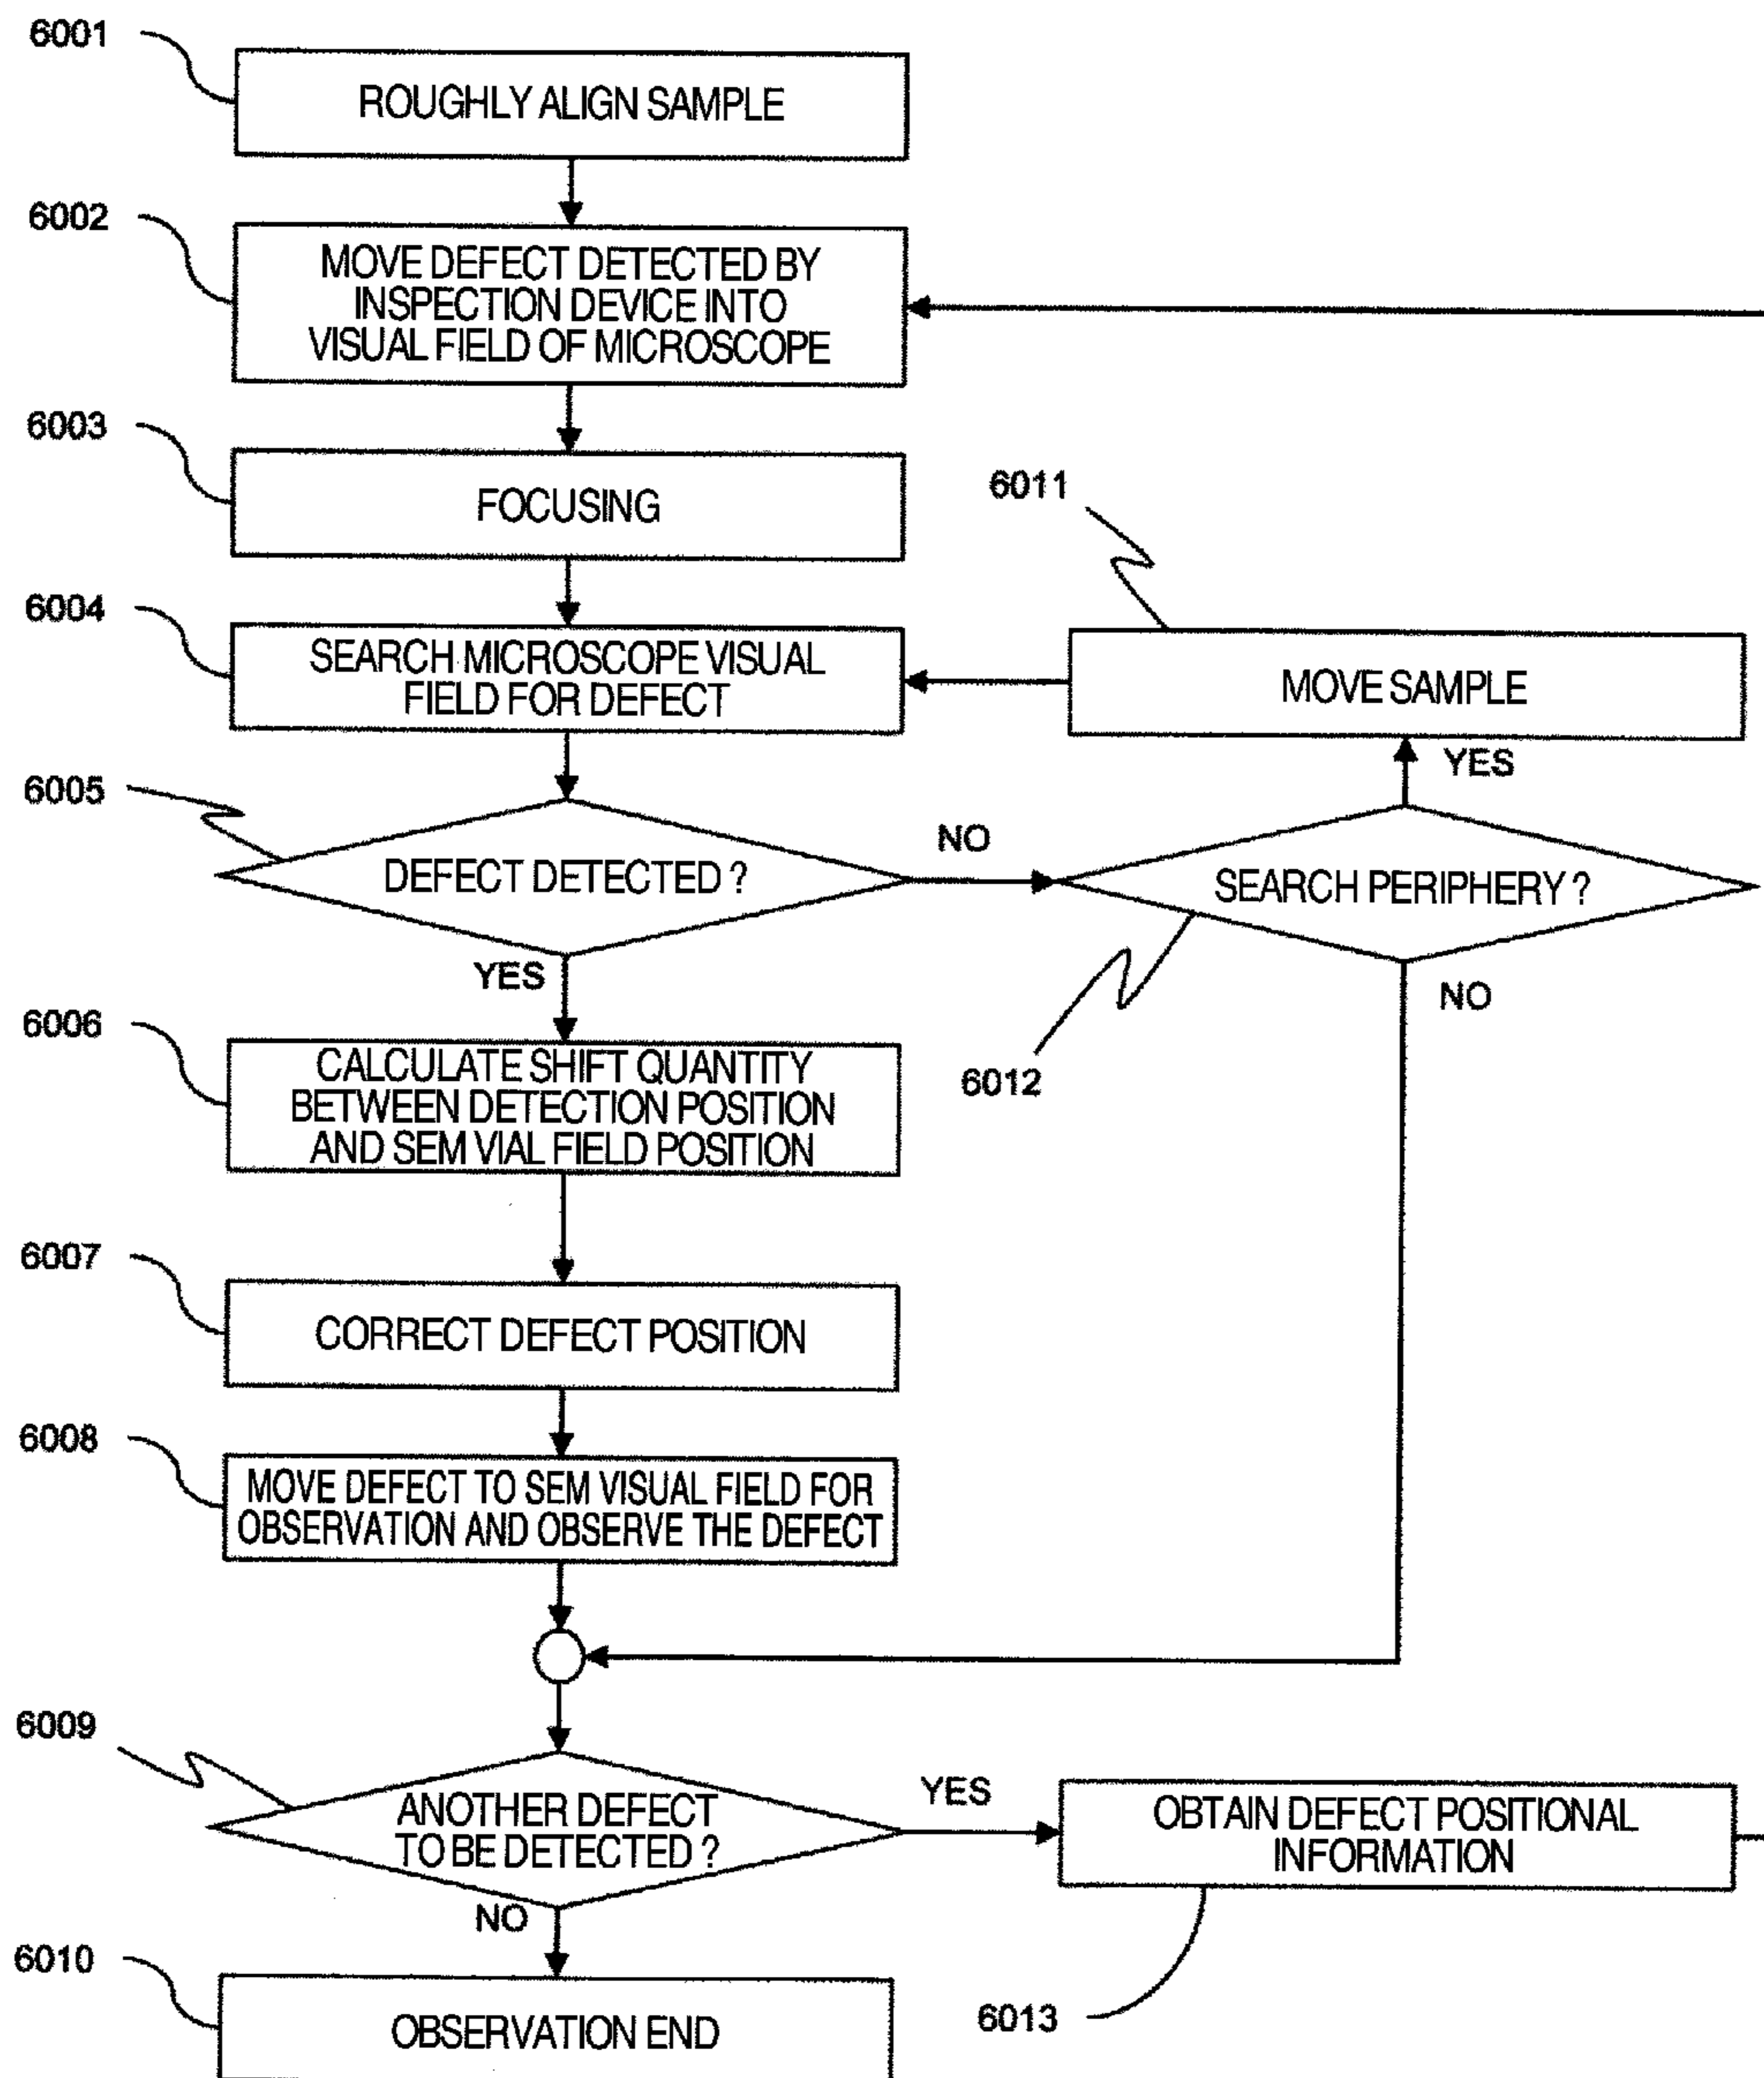 6001
ROUGHLY ALIGN SAMPLE
6002
MOVE DEFECT DETECTED BY
INSPECTION DEVICE INTO
VISUAL FIELD OF MICROSCOPE
6003
FOCUSING
6004
SEARCH MICROSCOPE VISUAL
FIELD FOR DEFECT
6011
MOVE SAMPLE
YES
6005
DEFECT DETECTED ?
NO
SEARCH PERIPHERY ?
YES
NO
6012
6006
CALCULATE SHIFT QUANTITY
BETWEEN DETECTION POSITION
AND SEM VIAL FIELD POSITION
6007
CORRECT DEFECT POSITION
6008
MOVE DEFECT TO SEM VISUAL FIELD FOR
OBSERVATION AND OBSERVE THE DEFECT
6009
ANOTHER DEFECT
TO BE DETECTED ?
YES
OBTAIN DEFECT POSITIONAL
INFORMATION
NO
6013
6010
OBSERVATION END